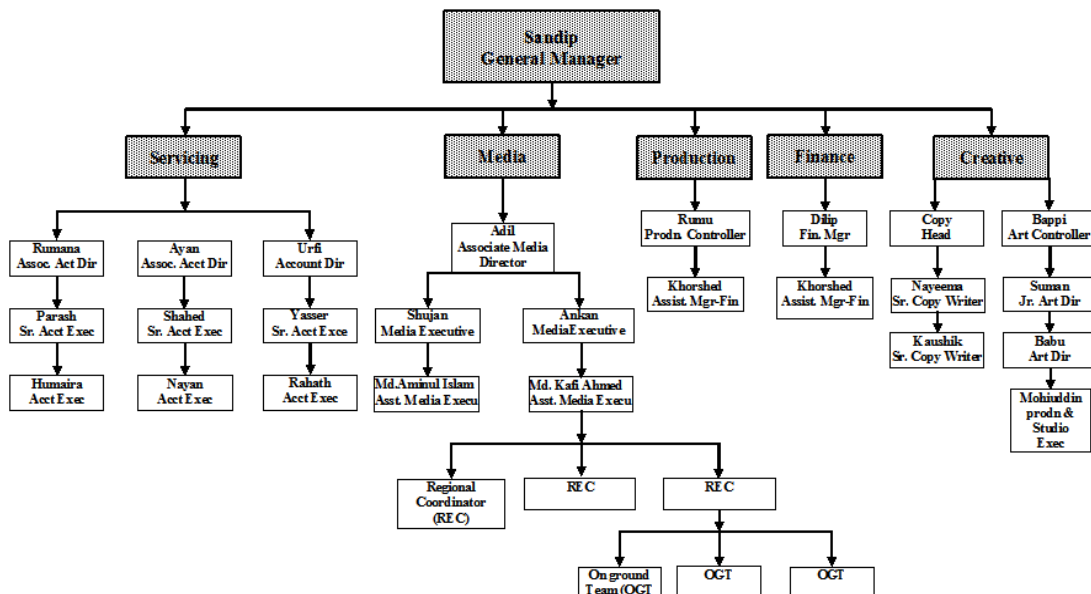 Sandip
General Manager
Servicing
Media
Production
Finance
Creative
Rumana
Assoc. Act Dir
Ayan
Assoc. Acct Dir
Urfi
Account Dir
Adil
Associate Media
Director
Rumu
Prodn. Controller
Dilip
Fin. Mgr
Copy
Head
Bappi
Art Controller
Parash
Sr. Acct Exec
Shahed
Sr. Acct Exec
Yasser
Sr. Acct Exce
Shujan
Media Executive
Ankan
MediaExecutive
Khorshed
Assist. Mgr-Fin
Khorshed
Assist. Mgr-Fin
Nayeema
Sr. Copy Writer
Suman
Jr. Art Dir
Humaira
Acct Exec
Nayan
Acct Exec
Rahath
Acct Exec
Md.Aminul Islam
Asst. Media Execu
Md. Kafi Ahmed
Asst. Media Execu
Kaushik
Sr. Copy Writer
Babu
Art Dir
Mohiuddin
prodn &
Studio
Exec
Regional
Coordinator
(REC)
REC
REC
On ground
Team (OGT
OGT
OGT